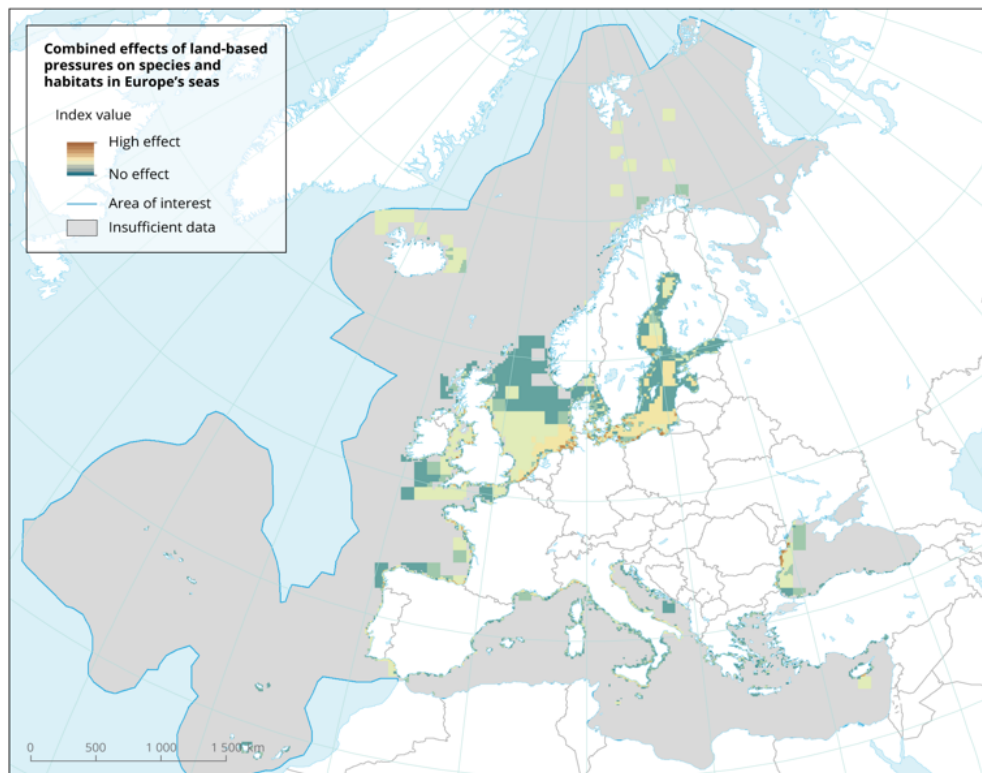 Combined effects of land-based
pressures on species and
habitats in Europe's seas
Index value
High effect
No effect
Area of interest
Insufficient data
0 500 1 000 1 500 km